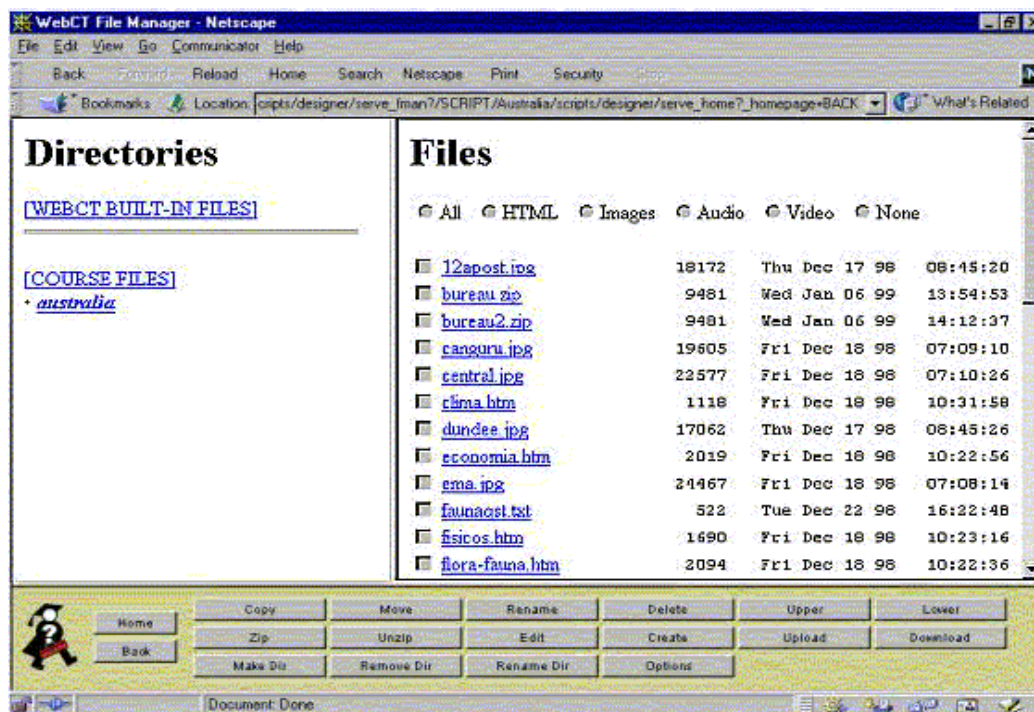 WebCT File Manager - Netscape
File Edit View Go Communicator Help
Back Forward Reload Home Search Netscape Print Security Stop
Bookmarks Location: cripts/designer/serve_fman?/SCRIPT/Australia/scripts/designer/serve_home?_homepage+BACK What's Related
Directories
[WEBCT BUILT-IN FILES]
[COURSE FILES]
· australia
Files
All HTML Images Audio Video None
12apost.jpg 18172 Thu Dec 17 98 08:45:20
bureau.zip 9481 Wed Jan 06 99 13:54:53
bureau2.zip 9481 Wed Jan 06 99 14:12:37
canguru.jpg 19605 Fri Dec 18 98 07:09:10
central.jpg 22577 Fri Dec 18 98 07:10:26
clima.htm 1118 Fri Dec 18 98 10:31:58
dundee.jpg 17062 Thu Dec 17 98 08:45:26
economia.htm 2019 Fri Dec 18 98 10:22:56
ema.jpg 24467 Fri Dec 18 98 07:08:14
faunaqst.txt 522 Tue Dec 22 98 16:22:48
fisicos.htm 1690 Fri Dec 18 98 10:23:16
flora-fauna.htm 2094 Fri Dec 18 98 10:22:36
Home Copy Move Rename Delete Upper Lower
Back Zip Unzip Edit Create Upload Download
Make Dir Remove Dir Rename Dir Options
Document: Done